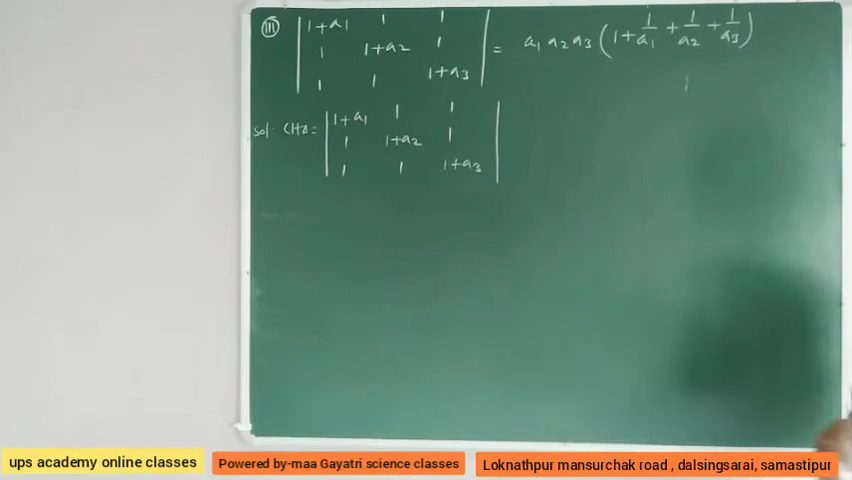 (iii) | 1+a1 1 1 |
| 1 1+a2 1 | = a1 a2 a3 (1 + 1/a1 + 1/a2 + 1/a3)
| 1 1 1+a3 |
Sol: LHS = | 1+a1 1 1 |
| 1 1+a2 1 |
| 1 1 1+a3 |
ups academy online classes
Powered by-maa Gayatri science classes
Loknathpur mansurchak road , dalsingsarai, samastipur